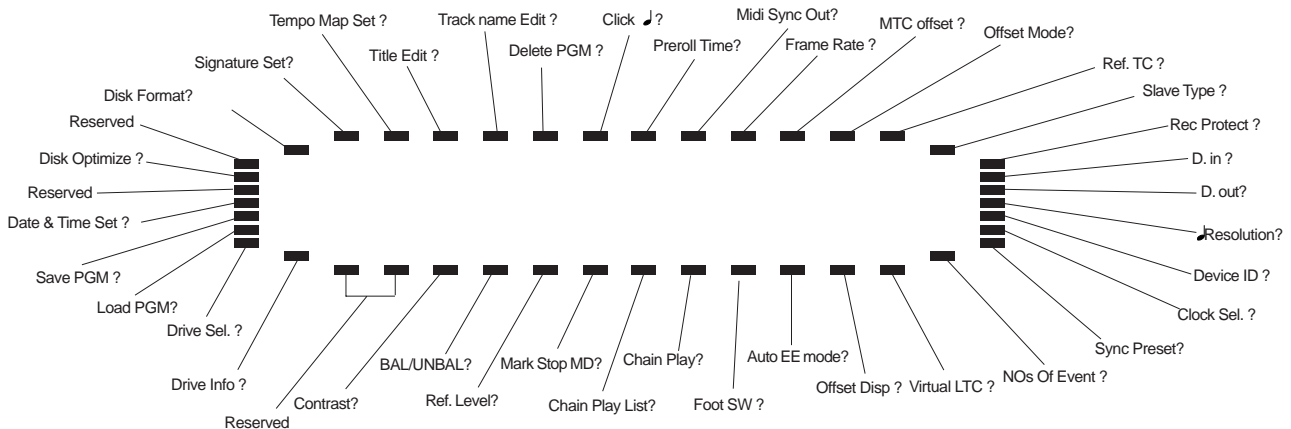 Tempo Map Set ?
Track name Edit ?
Click ♩?
Midi Sync Out?
MTC offset ?
Offset Mode?
Signature Set?
Title Edit ?
Delete PGM ?
Preroll Time?
Frame Rate ?
Ref. TC ?
Disk Format?
Slave Type ?
Reserved
Rec Protect ?
Disk Optimize ?
D. in ?
Reserved
D. out?
Date & Time Set ?
♩Resolution?
Save PGM ?
Device ID ?
Load PGM?
Clock Sel. ?
Drive Sel. ?
Sync Preset?
Drive Info ?
BAL/UNBAL?
Mark Stop MD?
Chain Play?
Auto EE mode?
NOs Of Event ?
Contrast?
Ref. Level?
Chain Play List?
Foot SW ?
Offset Disp ?
Virtual LTC ?
Reserved